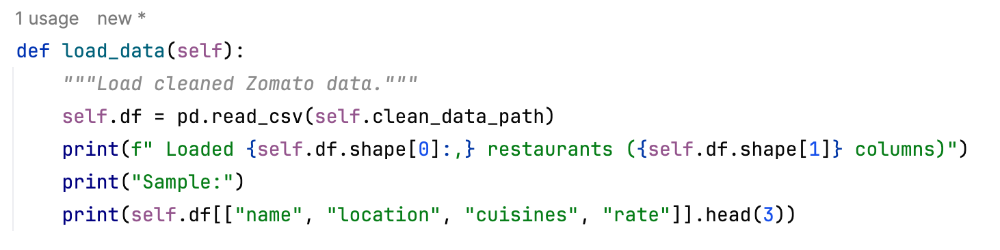 1 usage   new *
def load_data(self):
    """Load cleaned Zomato data."""
    self.df = pd.read_csv(self.clean_data_path)
    print(f" Loaded {self.df.shape[0]:,} restaurants ({self.df.shape[1]} columns)")
    print("Sample:")
    print(self.df[["name", "location", "cuisines", "rate"]].head(3))